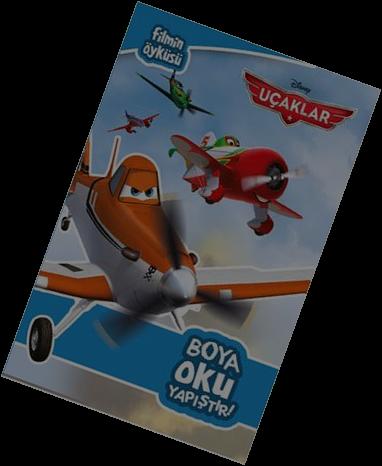 filmin
öyküsü
Disney
UÇAKLAR
BOYA
OKU
YAPIŞTIR!